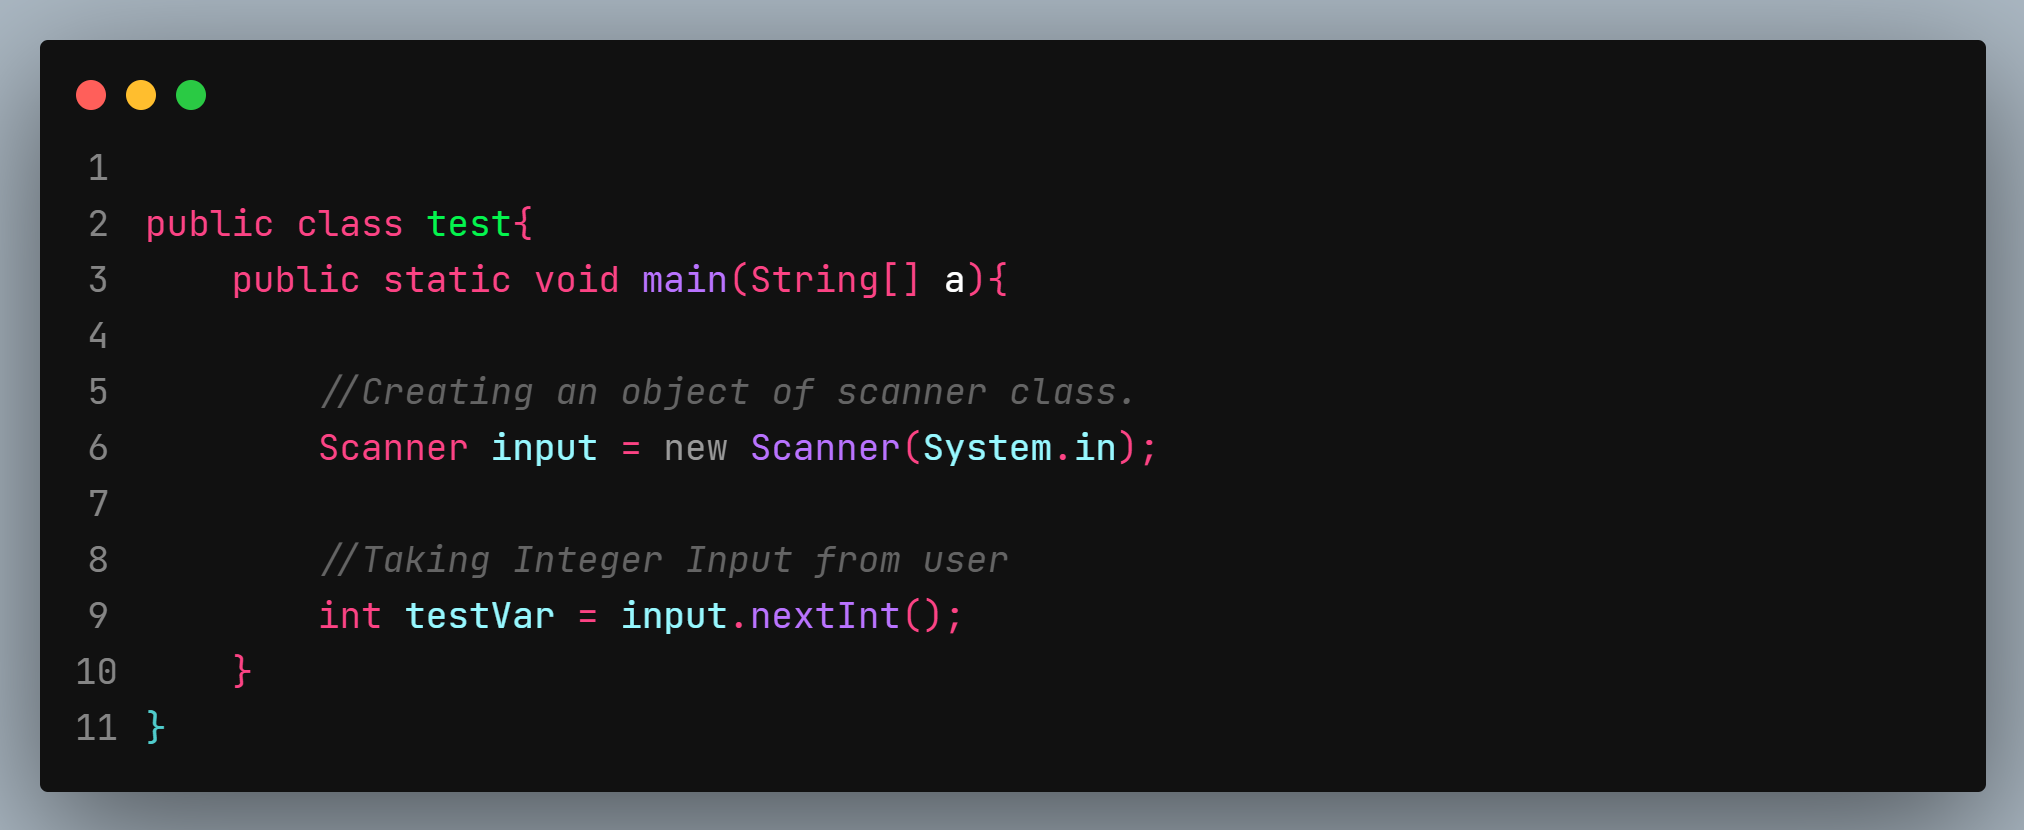 1
2 public class test{
3     public static void main(String[] a){
4
5         //Creating an object of scanner class.
6         Scanner input = new Scanner(System.in);
7
8         //Taking Integer Input from user
9         int testVar = input.nextInt();
10     }
11 }